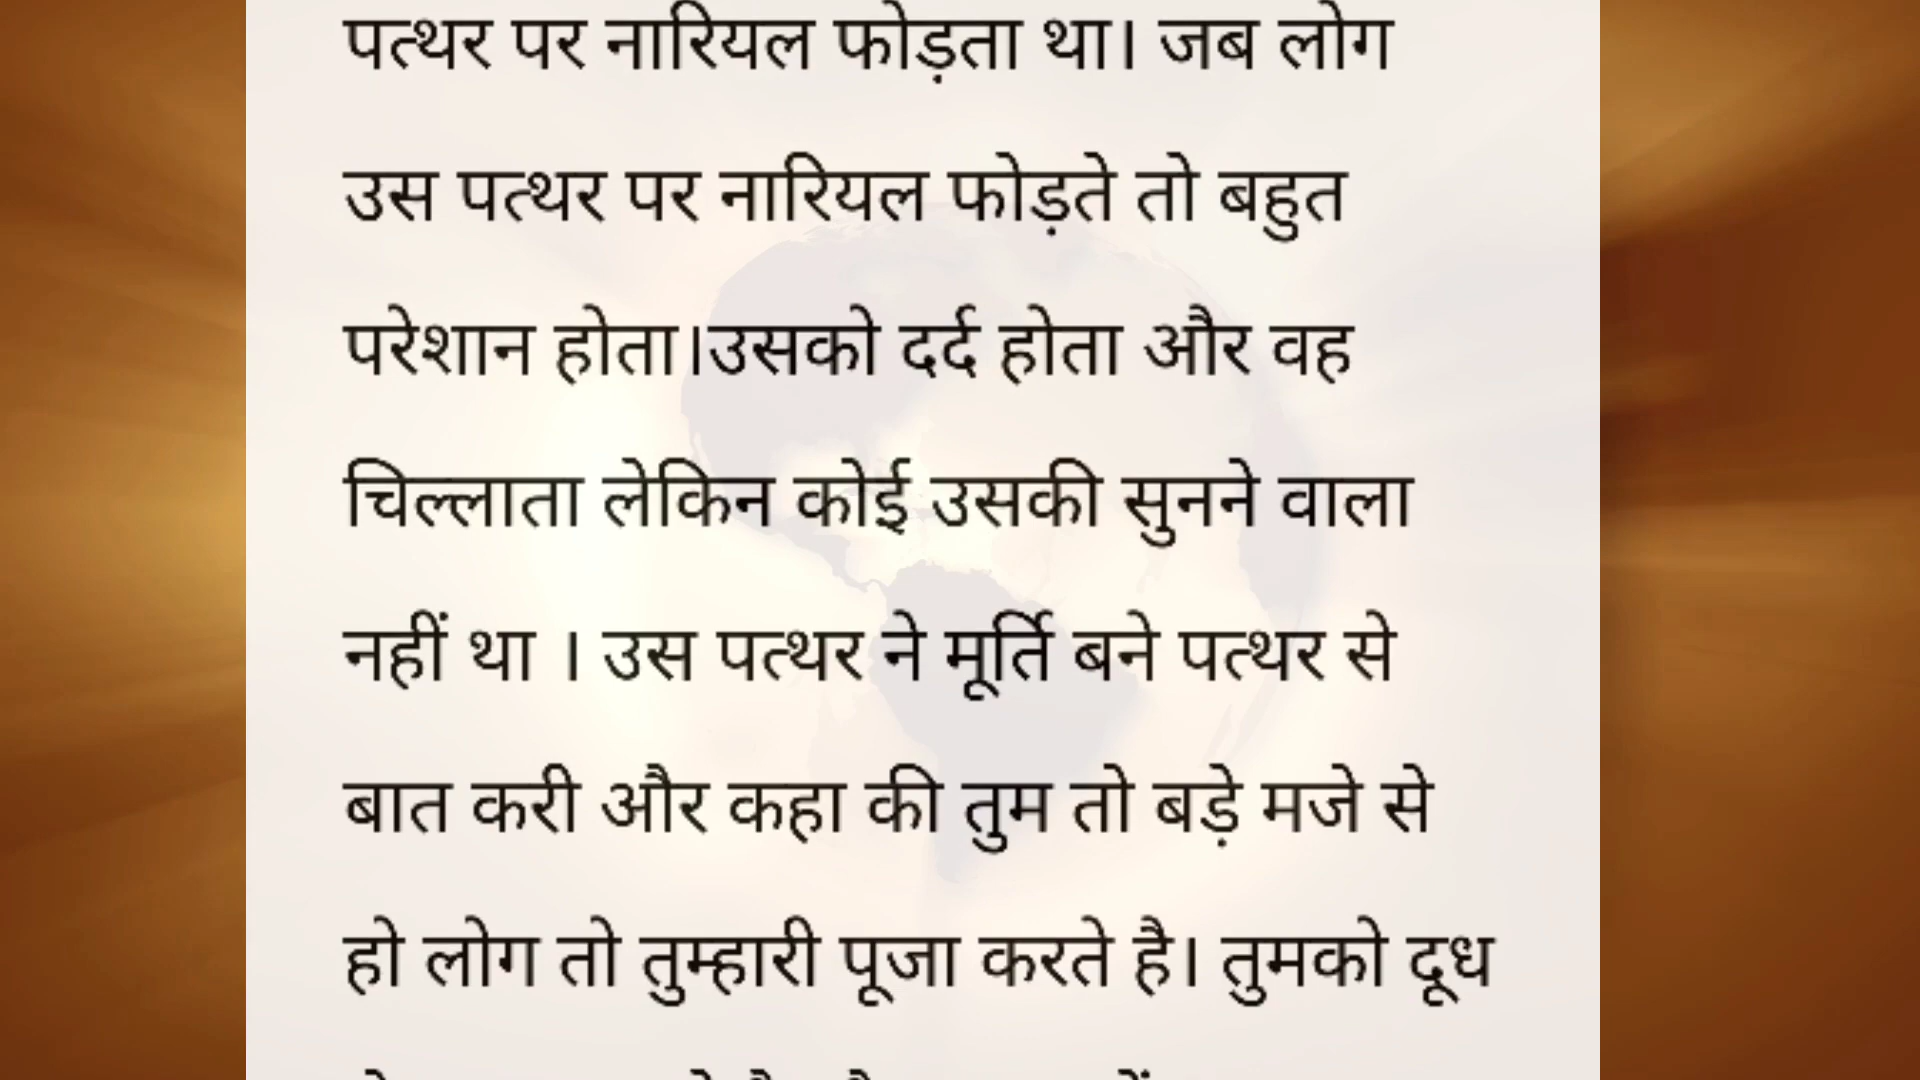 पत्थर पर नारियल फोड़ता था। जब लोग
उस पत्थर पर नारियल फोड़ते तो बहुत
परेशान होता।उसको दर्द होता और वह
चिल्लाता लेकिन कोई उसकी सुनने वाला
नहीं था । उस पत्थर ने मूर्ति बने पत्थर से
बात करी और कहा की तुम तो बड़े मजे से
हो लोग तो तुम्हारी पूजा करते है। तुमको दूध